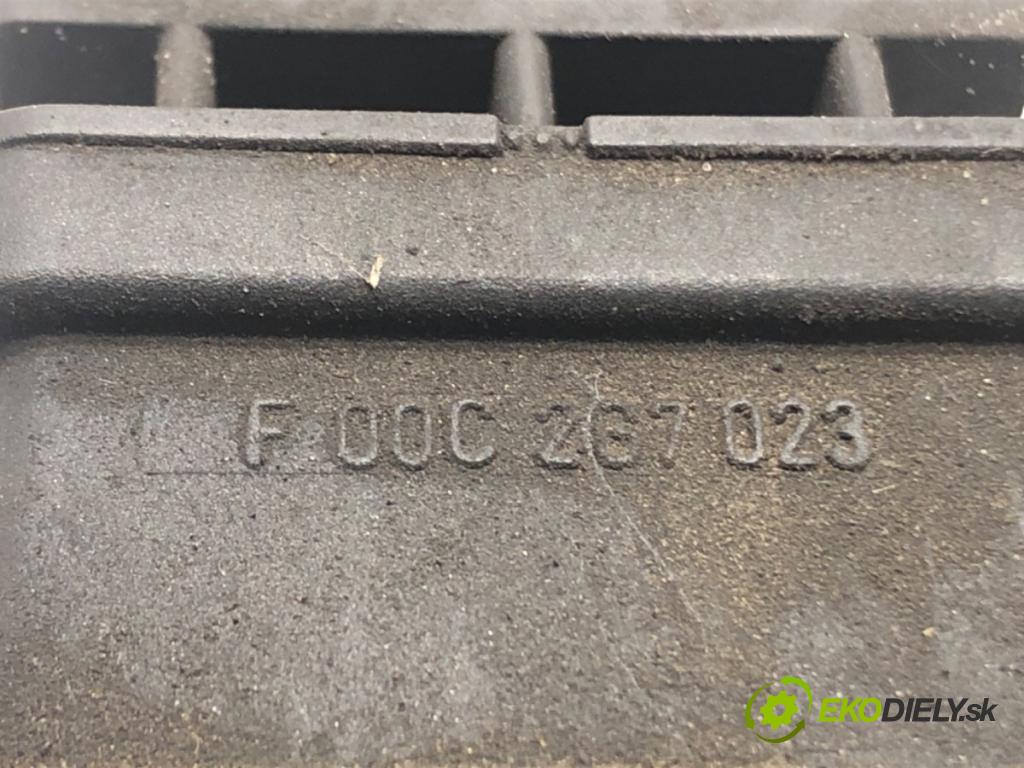 F 00C 2G7 023
EKODIELY.sk